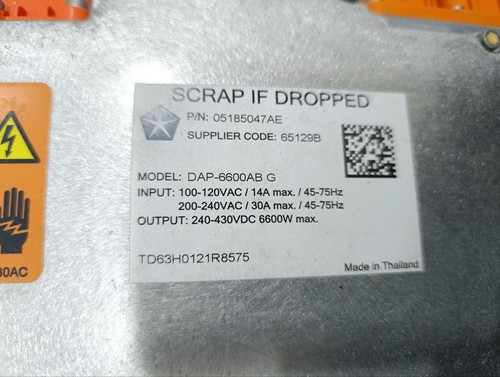 SCRAP IF DROPPED
P/N: 05185047AE
SUPPLIER CODE: 65129B
MODEL: DAP-6600AB G
INPUT: 100-120VAC / 14A max. / 45-75Hz
200-240VAC / 30A max. / 45-75Hz
OUTPUT: 240-430VDC 6600W max.
TD63H0121R8575
Made in Thailand
30AC